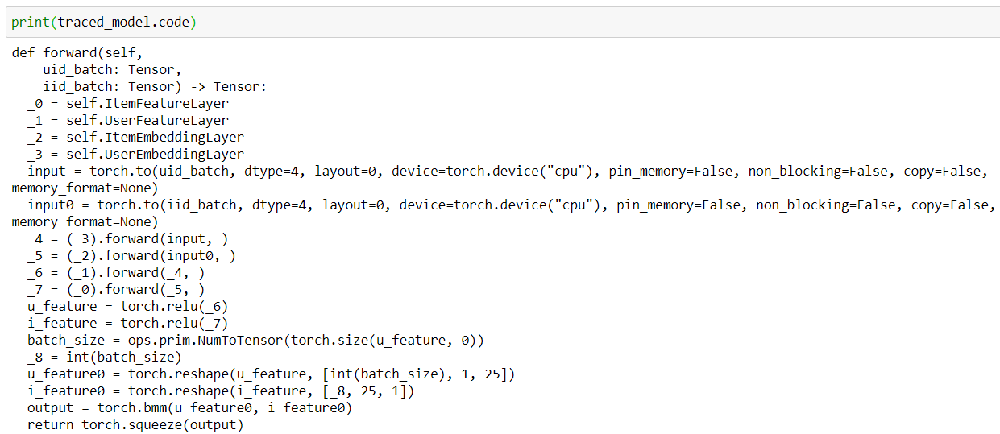 print(traced_model.code)
def forward(self,
    uid_batch: Tensor,
    iid_batch: Tensor) -> Tensor:
  _0 = self.ItemFeatureLayer
  _1 = self.UserFeatureLayer
  _2 = self.ItemEmbeddingLayer
  _3 = self.UserEmbeddingLayer
  input = torch.to(uid_batch, dtype=4, layout=0, device=torch.device("cpu"), pin_memory=False, non_blocking=False, copy=False,
memory_format=None)
  input0 = torch.to(iid_batch, dtype=4, layout=0, device=torch.device("cpu"), pin_memory=False, non_blocking=False, copy=False,
memory_format=None)
  _4 = (_3).forward(input, )
  _5 = (_2).forward(input0, )
  _6 = (_1).forward(_4, )
  _7 = (_0).forward(_5, )
  u_feature = torch.relu(_6)
  i_feature = torch.relu(_7)
  batch_size = ops.prim.NumToTensor(torch.size(u_feature, 0))
  _8 = int(batch_size)
  u_feature0 = torch.reshape(u_feature, [int(batch_size), 1, 25])
  i_feature0 = torch.reshape(i_feature, [_8, 25, 1])
  output = torch.bmm(u_feature0, i_feature0)
  return torch.squeeze(output)